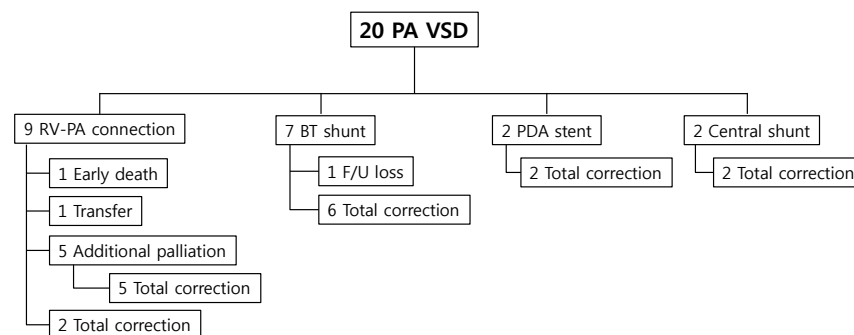 20 PA VSD
9 RV-PA connection
1 Early death
1 Transfer
5 Additional palliation
5 Total correction
2 Total correction
7 BT shunt
1 F/U loss
6 Total correction
2 PDA stent
2 Total correction
2 Central shunt
2 Total correction